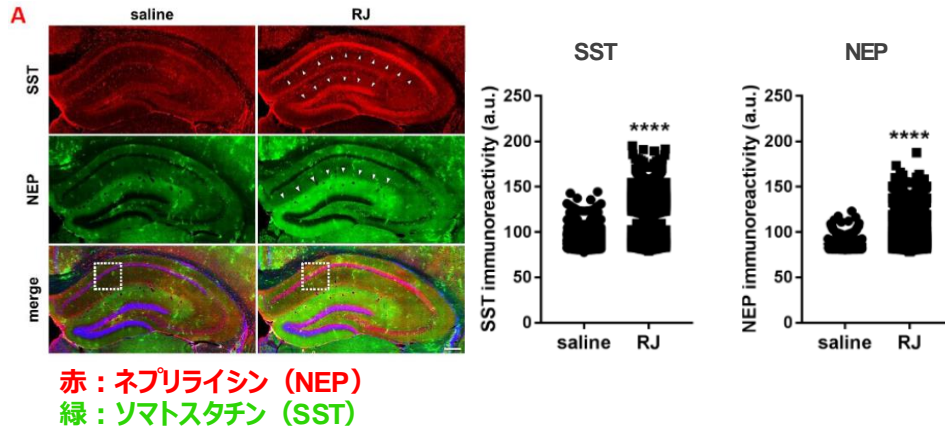 A
saline
RJ
SST
NEP
merge
SST
SST immunoreactivity (a.u.)
250
200
150
100
50
0
****
saline
RJ
NEP
NEP immunoreactivity (a.u.)
250
200
150
100
50
0
****
saline
RJ
赤：ネプリライシン（NEP）
緑：ソマトスタチン（SST）